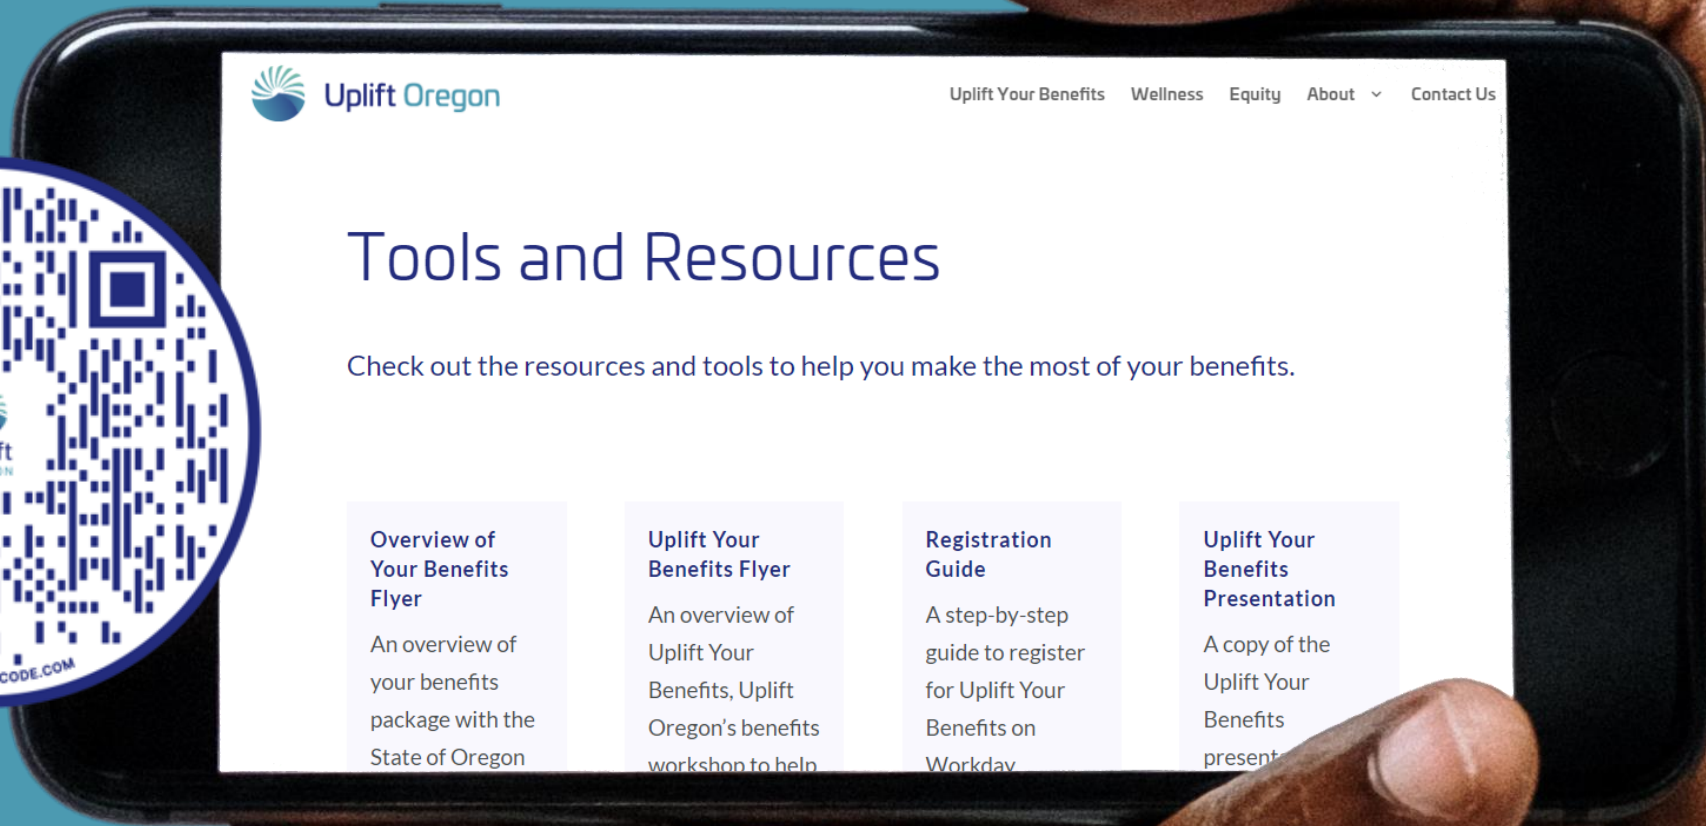 Uplift Oregon
Uplift Your Benefits Wellness Equity About Contact Us
Tools and Resources
Check out the resources and tools to help you make the most of your benefits.
Overview of
Your Benefits
Flyer
An overview of
your benefits
package with the
State of Oregon
Uplift Your
Benefits Flyer
An overview of
Uplift Your
Benefits, Uplift
Oregon’s benefits
workshop to help
Registration
Guide
A step-by-step
guide to register
for Uplift Your
Benefits on
Workday
Uplift Your
Benefits
Presentation
A copy of the
Uplift Your
Benefits
CODE.COM